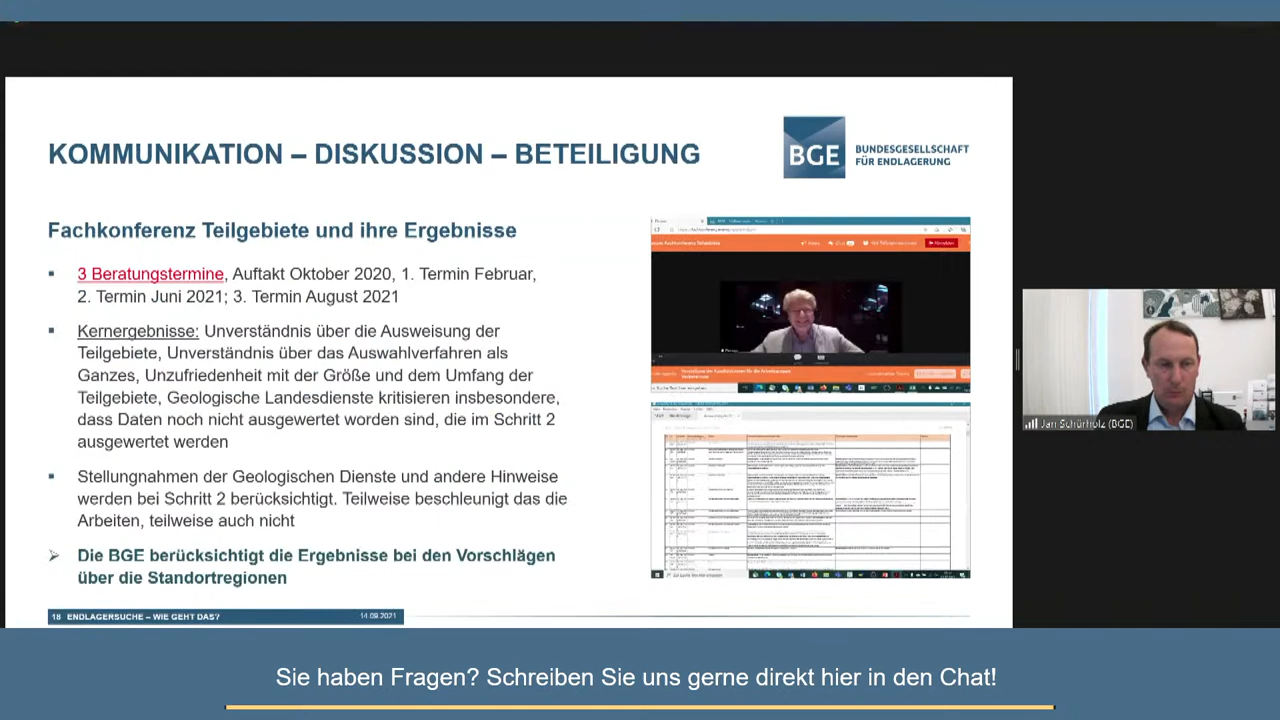 KOMMUNIKATION – DISKUSSION – BETEILIGUNG
BGE
BUNDESGESELLSCHAFT
FÜR ENDLAGERUNG
Fachkonferenz Teilgebiete und ihre Ergebnisse
3 Beratungstermine, Auftakt Oktober 2020, 1. Termin Februar,
2. Termin Juni 2021; 3. Termin August 2021
Kernergebnisse: Unverständnis über die Ausweisung der
Teilgebiete, Unverständnis über das Auswahlverfahren als
Ganzes, Unzufriedenheit mit der Größe und dem Umfang der
Teilgebiete, Geologische Landesdienste kritisieren insbesondere,
dass Daten noch nicht ausgewertet worden sind, die im Schritt 2
ausgewertet werden
Stellungnahmen der Geologischen Dienste und andere Hinweise
werden bei Schritt 2 berücksichtigt. Teilweise beschleunigt das die
Arbeiten, teilweise auch nicht
Die BGE berücksichtigt die Ergebnisse bei den Vorschlägen
über die Standortregionen
18 ENDLAGERSUCHE – WIE GEHT DAS?
14.09.2021
Jan Schürholz (BGE)
Sie haben Fragen? Schreiben Sie uns gerne direkt hier in den Chat!